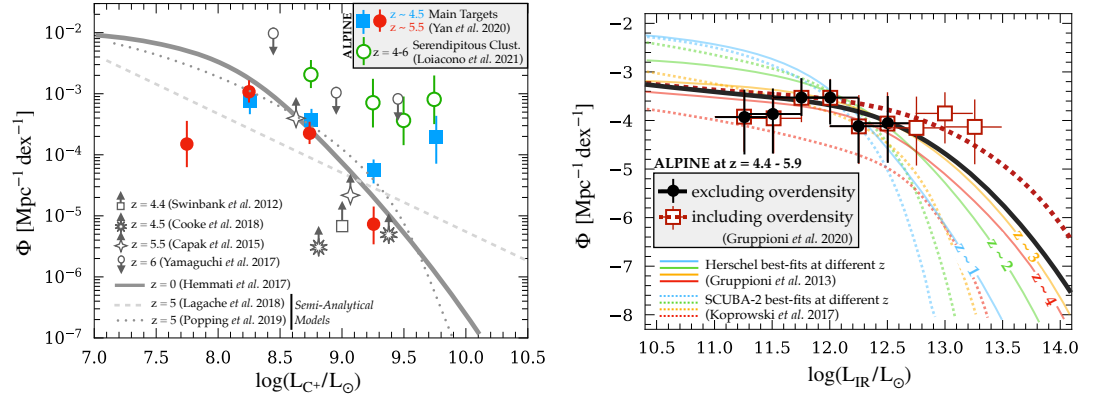 ALPINE
z ~ 4.5 Main Targets
z ~ 5.5 (Yan et al. 2020)
z = 4-6 Serendipitous Clust.
(Loiacono et al. 2021)
10⁻²
10⁻³
10⁻⁴
10⁻⁵
10⁻⁶
10⁻⁷
Φ [Mpc⁻¹ dex⁻¹]
z = 4.4 (Swinbank et al. 2012)
z = 4.5 (Cooke et al. 2018)
z = 5.5 (Capak et al. 2015)
z = 6 (Yamaguchi et al. 2017)
z = 0 (Hemmati et al. 2017)
z = 5 (Lagache et al. 2018)
z = 5 (Popping et al. 2019)
Semi-Analytical
Models
7.0 7.5 8.0 8.5 9.0 9.5 10.0 10.5
log(L_C⁺/L_⊙)
−2
−3
−4
−5
−6
−7
−8
Φ [Mpc⁻¹ dex⁻¹]
ALPINE at z = 4.4 - 5.9
excluding overdensity
including overdensity
(Gruppioni et al. 2020)
z ~ 1
z ~ 2
z ~ 3
z ~ 4
Herschel best-fits at different z
(Gruppioni et al. 2013)
SCUBA-2 best-fits at different z
(Koprowski et al. 2017)
10.5 11.0 11.5 12.0 12.5 13.0 13.5 14.0
log(L_IR/L_⊙)